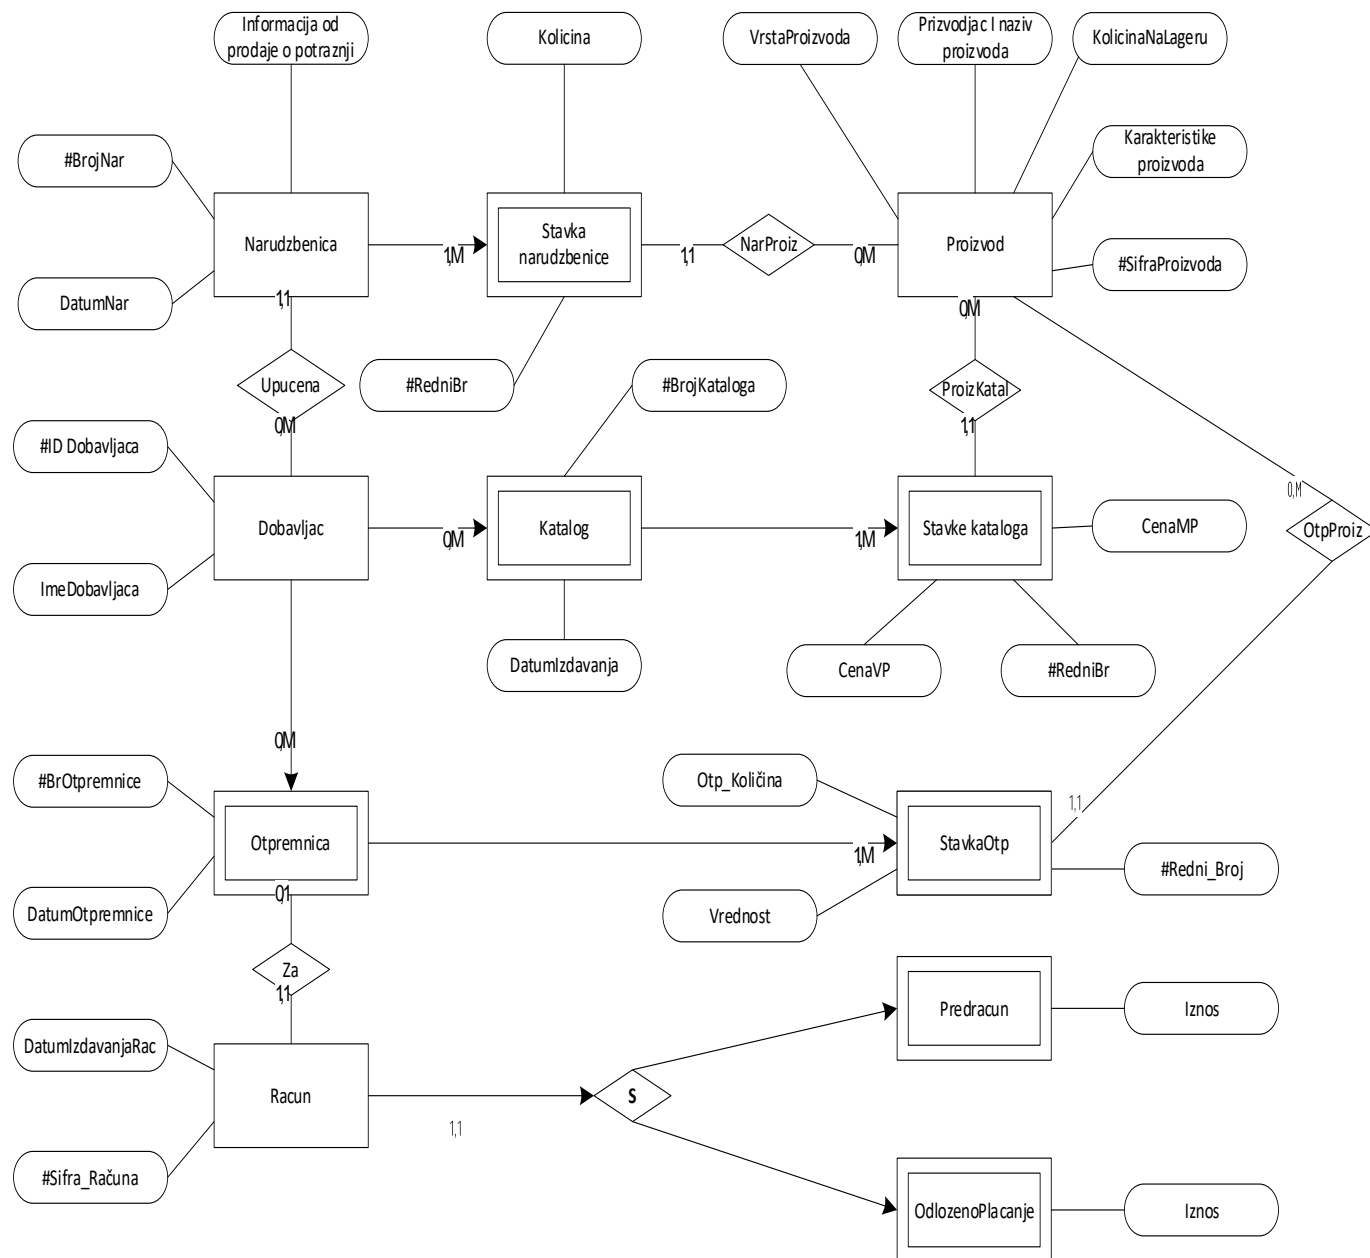 Informacija od
prodaje o potraznji
Kolicina
VrstaProizvoda
Prizvodjac I naziv
proizvoda
KolicinaNaLageru
#BrojNar
Karakteristike
proizvoda
Narudzbenica
1,M
Stavka
narudzbenice
1,1
NarProiz
0,M
Proizvod
#SifraProizvoda
DatumNar
1,1
0,M
Upucena
#RedniBr
#BrojKataloga
ProizKatal
0,M
1,1
#ID Dobavljaca
0,M
Dobavljac
0,M
Katalog
1,M
Stavke kataloga
CenaMP
OtpProiz
ImeDobavljaca
DatumIzdavanja
CenaVP
#RedniBr
0,M
#BrOtpremnice
Otp_Količina
1,1
Otpremnica
1,M
StavkaOtp
#Redni_Broj
0,1
DatumOtpremnice
Vrednost
Za
1,1
Predracun
Iznos
DatumIzdavanjaRac
Racun
1,1
S
#Sifra_Računa
OdlozenoPlacanje
Iznos